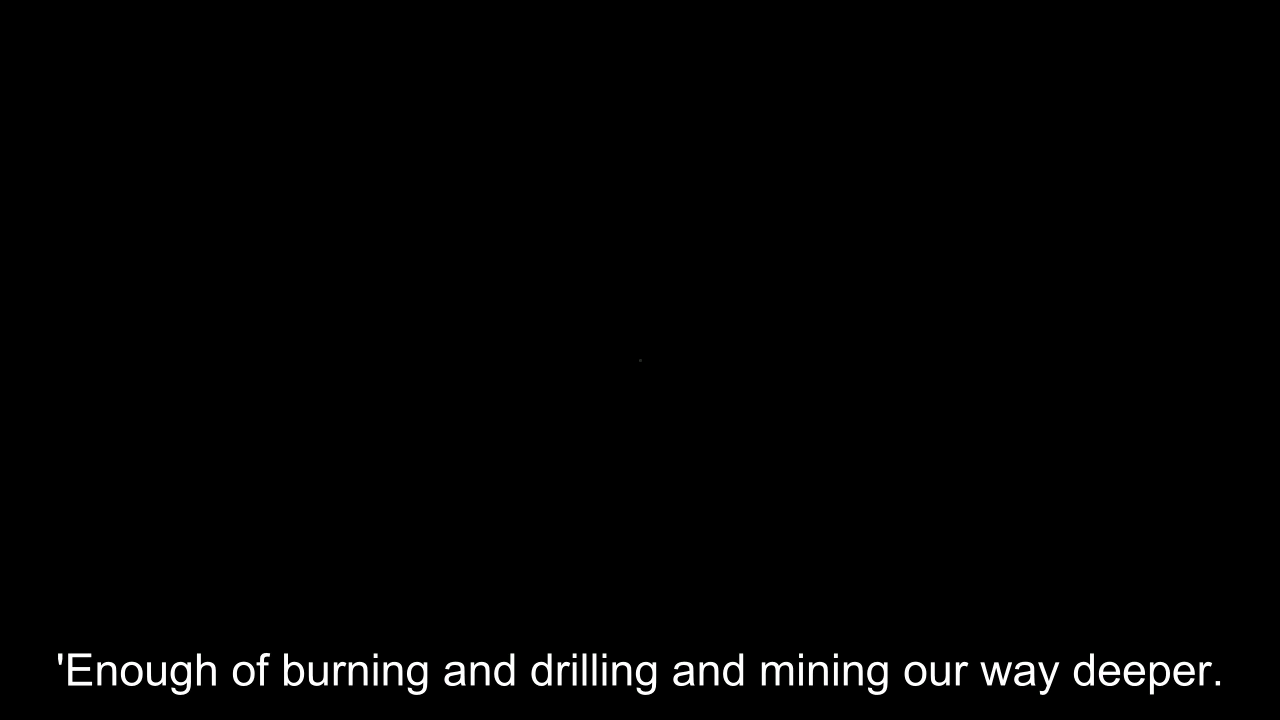 'Enough of burning and drilling and mining our way deeper.